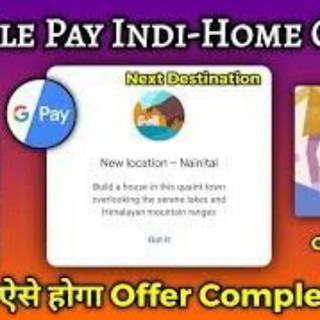 LE PAY INDI-HOME
Next Destination
G Pay
New location – Nainital
Build a house in this quaint town
overlooking the serene lakes and
Himalayan mountain ranges
Got it
ऐसे होगा Offer Comple